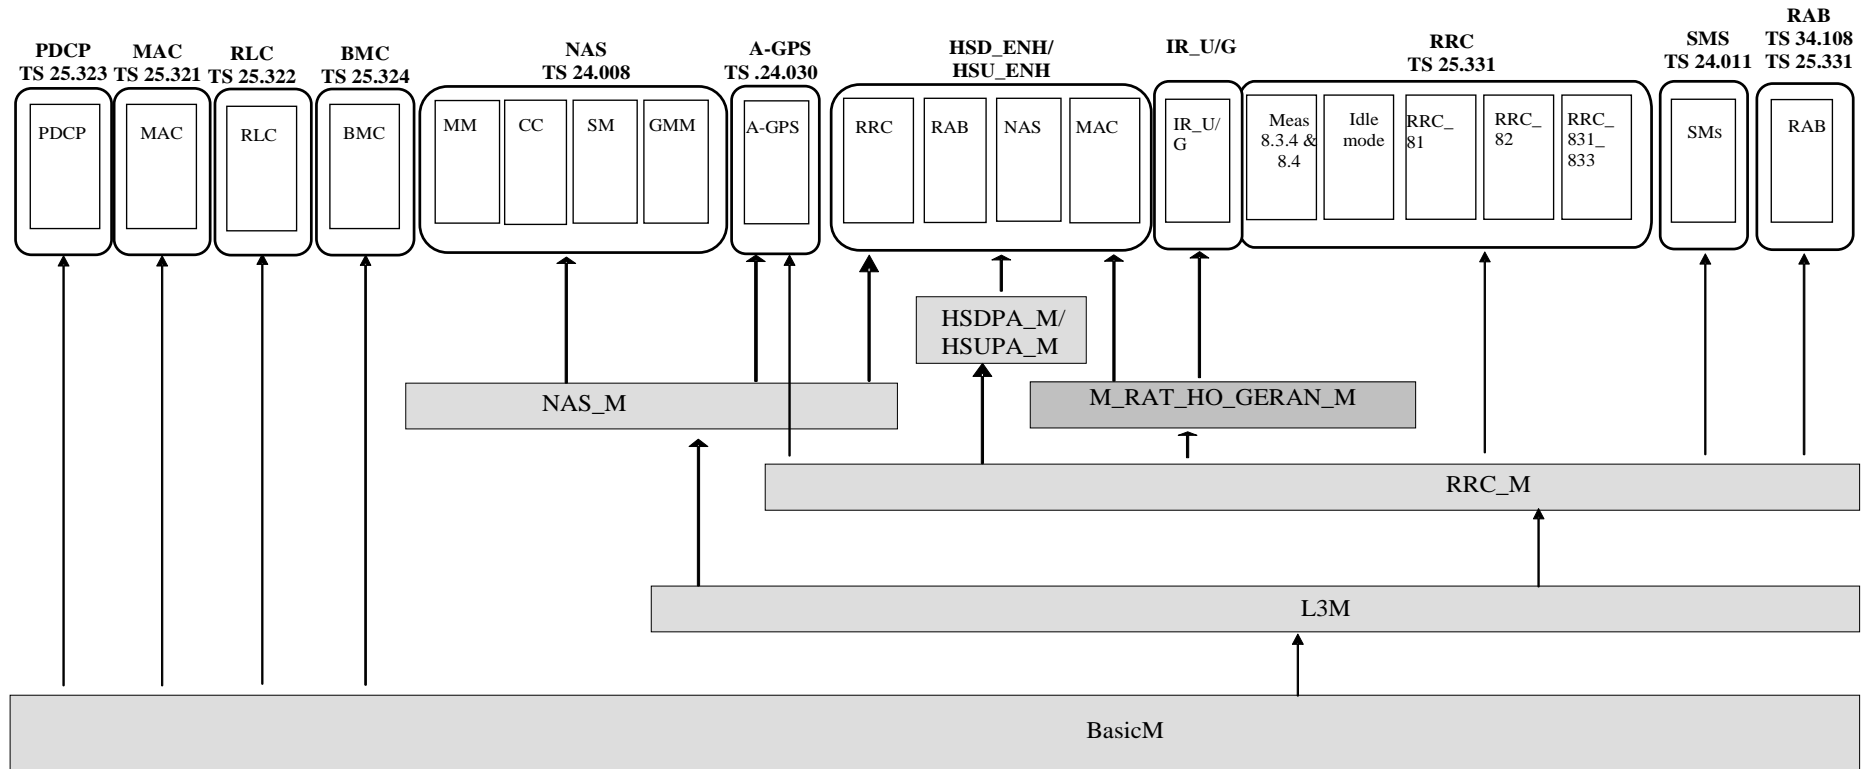 PDCP
TS 25.323
MAC
TS 25.321
RLC
TS 25.322
BMC
TS 25.324
NAS
TS 24.008
A-GPS
TS .24.030
HSD_ENH/
HSU_ENH
IR_U/G
RRC
TS 25.331
SMS
TS 24.011
RAB
TS 34.108
TS 25.331
PDCP
MAC
RLC
BMC
MM
CC
SM
GMM
A-GPS
RRC
RAB
NAS
MAC
IR_U/
G
Meas
8.3.4 &
8.4
Idle
mode
RRC_
81
RRC_
82
RRC_
831_
833
SMs
RAB
HSDPA_M/
HSUPA_M
NAS_M
M_RAT_HO_GERAN_M
RRC_M
L3M
BasicM